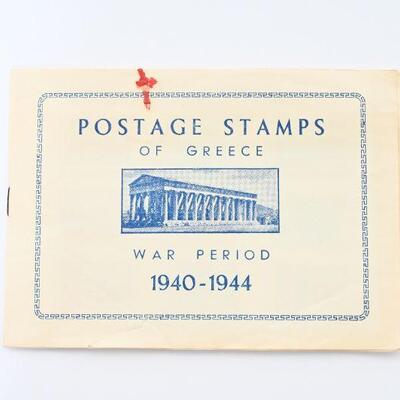 POSTAGE STAMPS
OF GREECE
WAR PERIOD
1940-1944